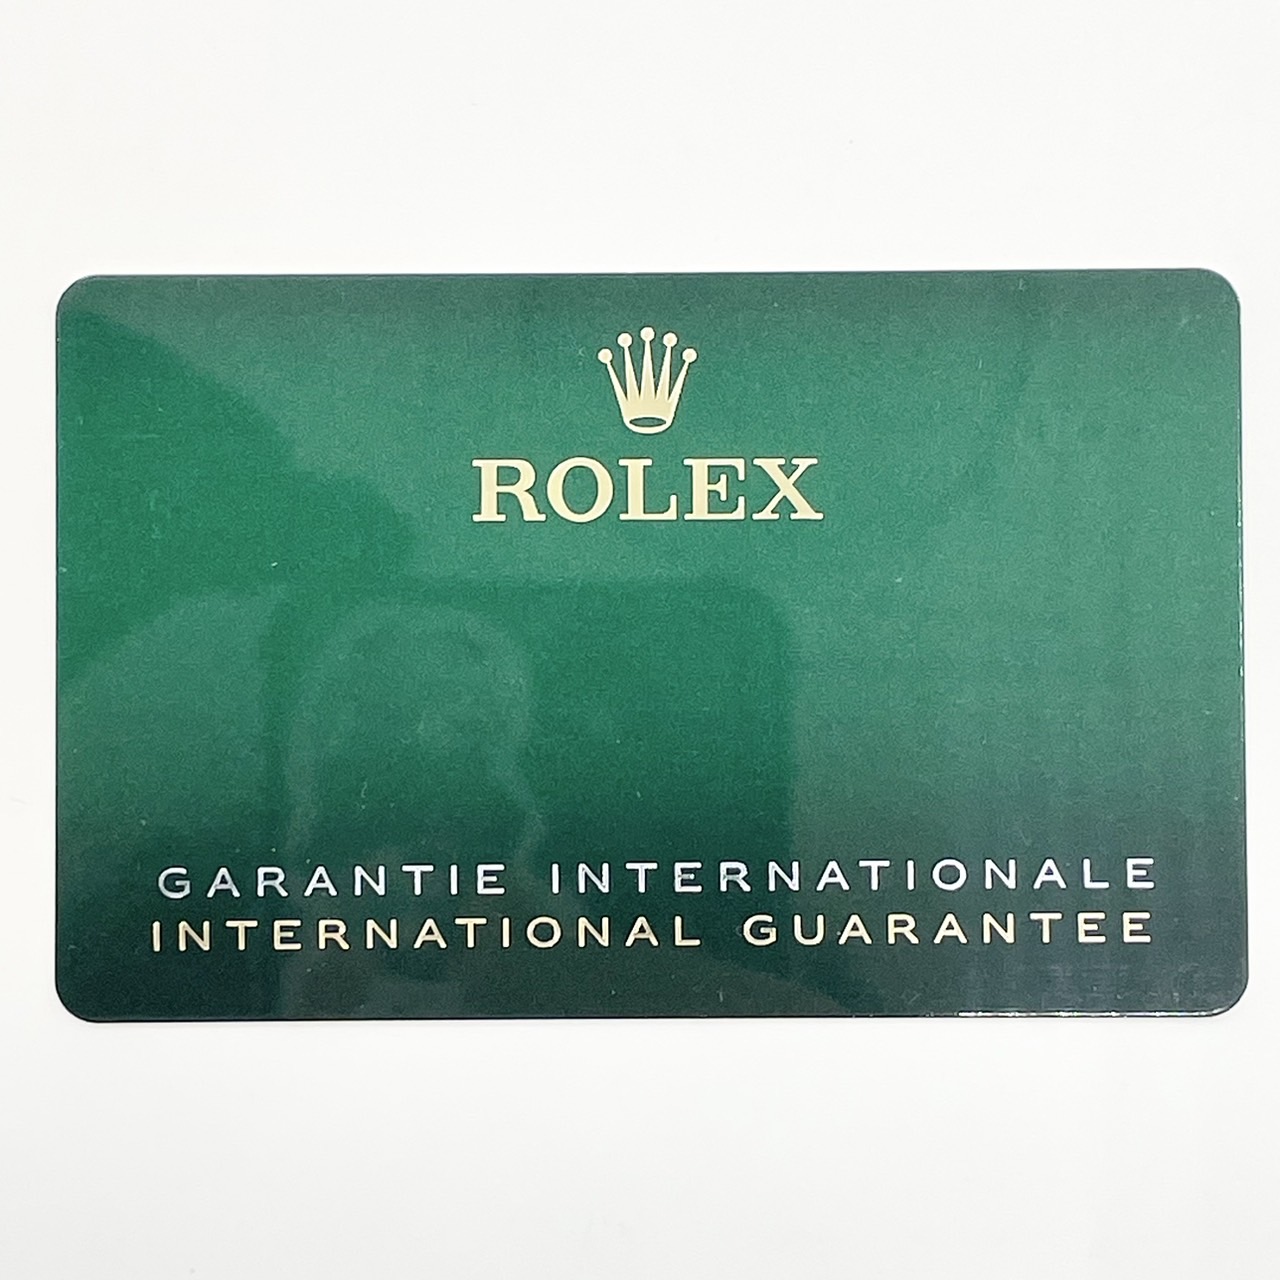 ROLEX
GARANTIE INTERNATIONALE
INTERNATIONAL GUARANTEE